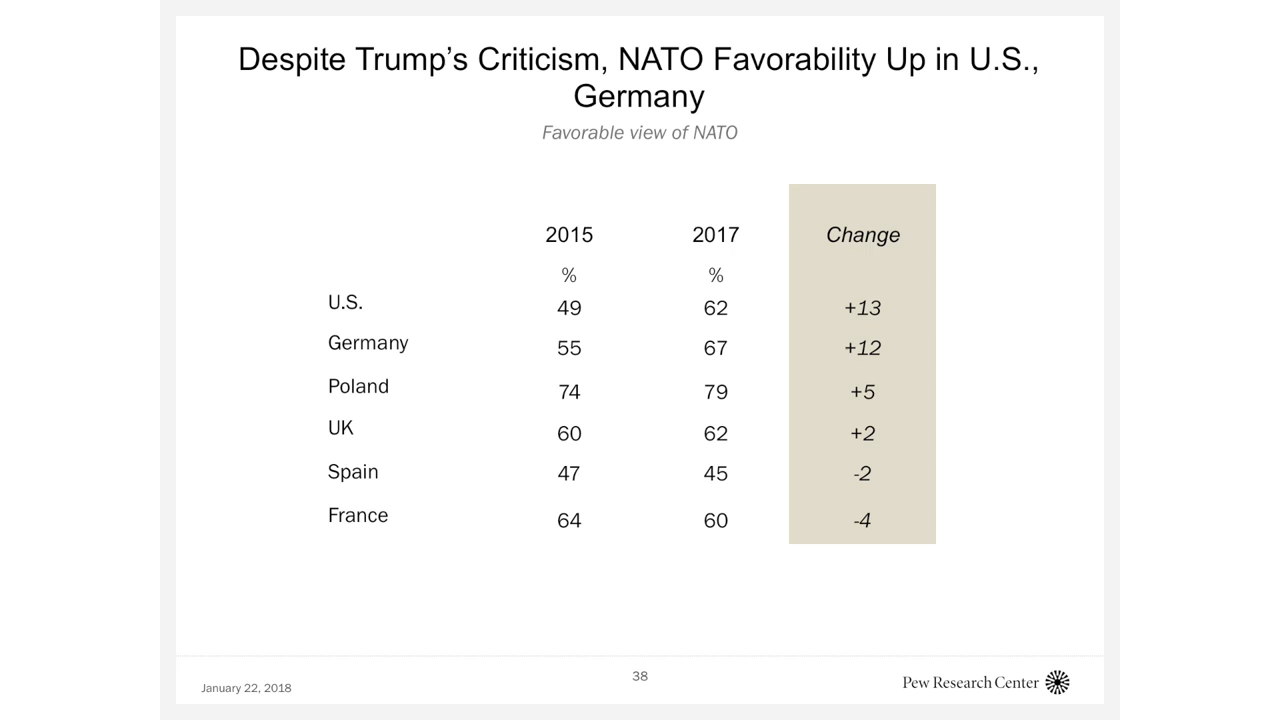 Despite Trump’s Criticism, NATO Favorability Up in U.S.,
Germany
Favorable view of NATO
2015 2017 Change
% %
U.S. 49 62 +13
Germany 55 67 +12
Poland 74 79 +5
UK 60 62 +2
Spain 47 45 -2
France 64 60 -4
January 22, 2018 38 Pew Research Center